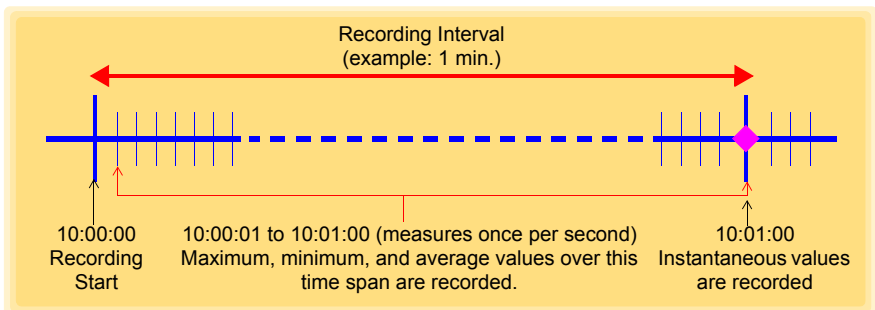 Recording Interval
(example: 1 min.)
10:00:00
Recording
Start
10:00:01 to 10:01:00 (measures once per second)
Maximum, minimum, and average values over this
time span are recorded.
10:01:00
Instantaneous values
are recorded